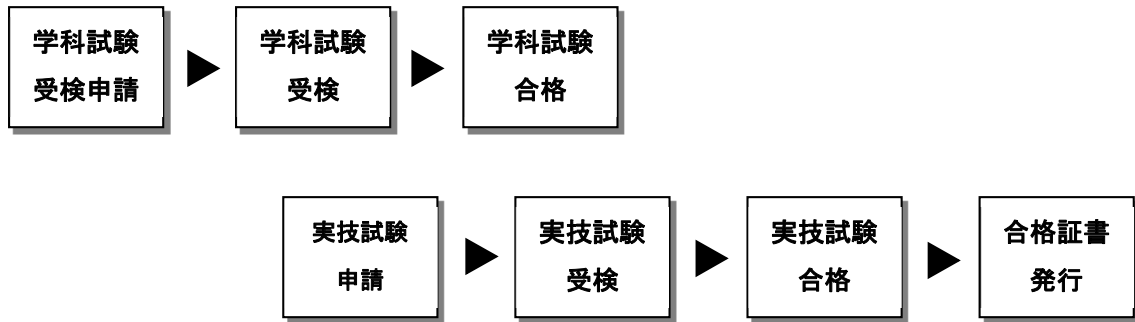 学科試験
受検申請
学科試験
受検
学科試験
合格
実技試験
申請
実技試験
受検
実技試験
合格
合格証書
発行